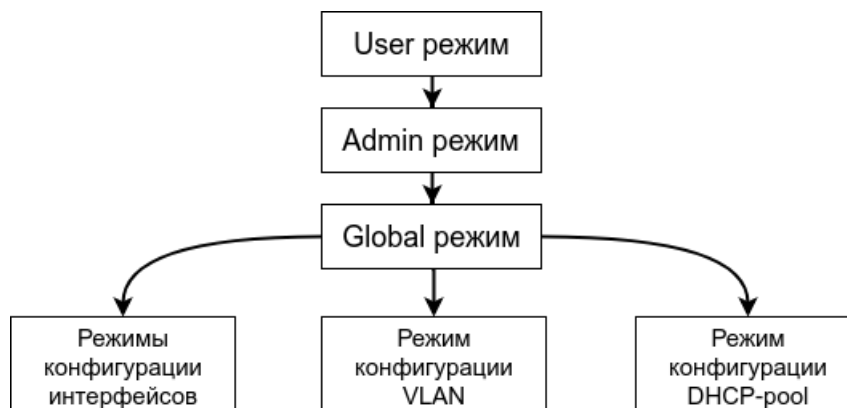 User режим
Admin режим
Global режим
Режимы
конфигурации
интерфейсов
Режим
конфигурации
VLAN
Режим
конфигурации
DHCP-pool